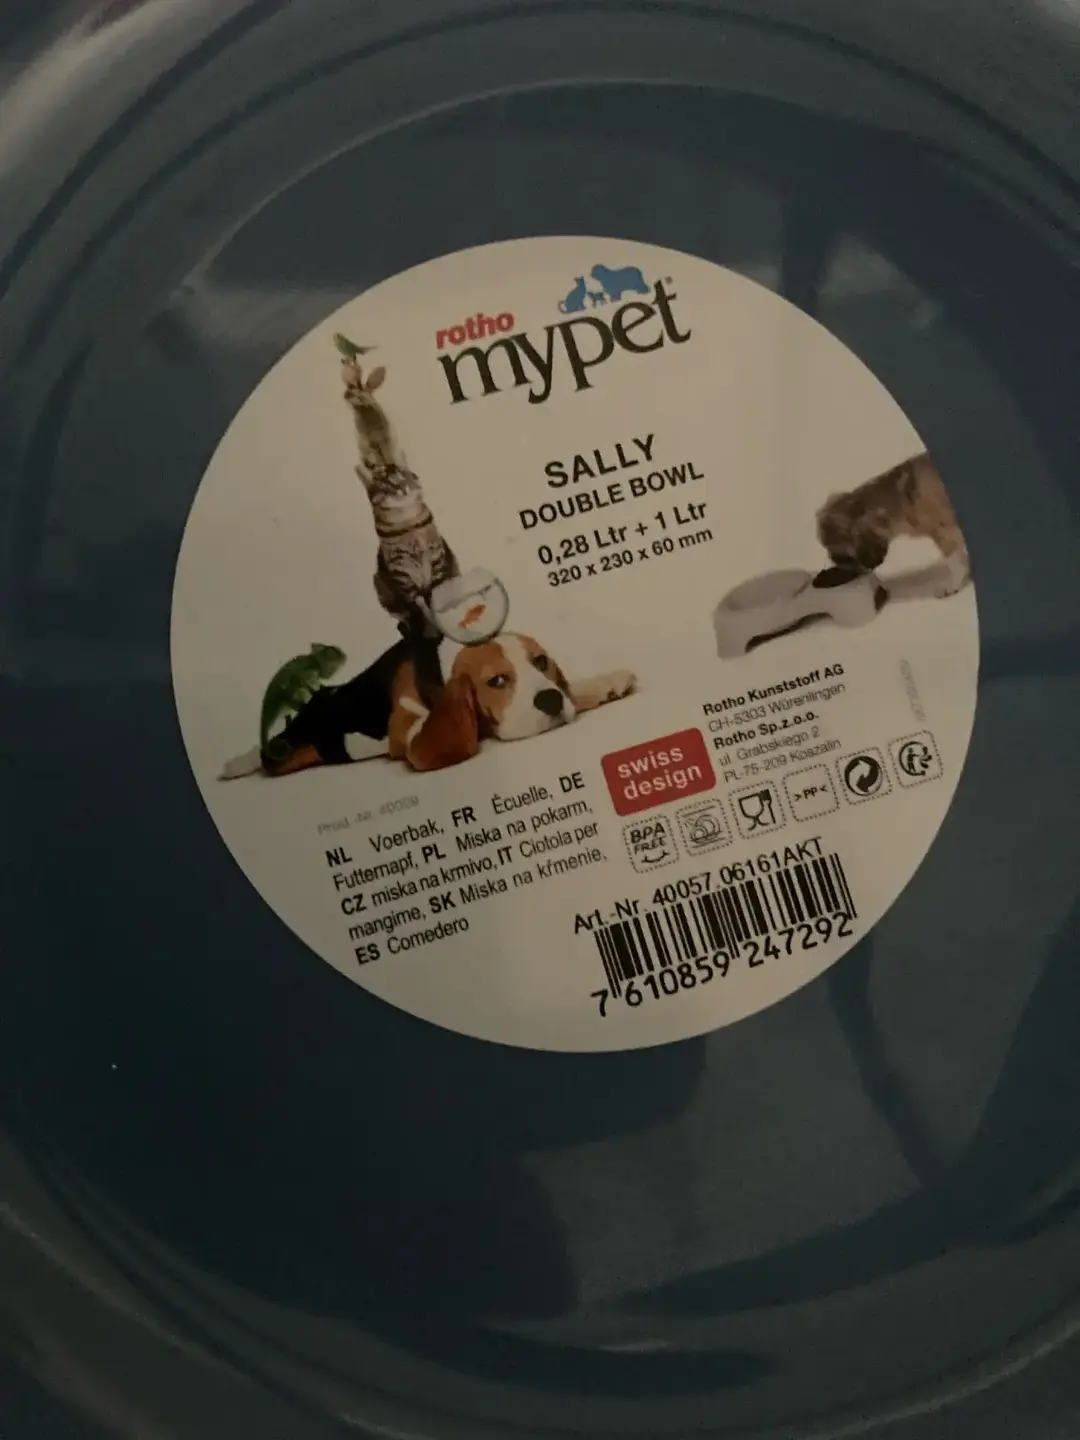 rotho
mypet
SALLY
DOUBLE BOWL
0,28 Ltr + 1 Ltr
320 x 230 x 60 mm
Rotho Kunststoff AG
CH-5303 Würenlingen
Rotho Sp.z.o.o.
ul. Grabskiego 2
PL-75-209 Koszalin
swiss
design
Prod.-Nr. 40009
NL Voerbak, FR Écuelle, DE
Futternapf, PL Miska na pokarm,
CZ miska na krmivo, IT Ciotola per
mangime, SK Miska na kŕmenie,
ES Comedero
BPA
FREE
>PP<
Art.-Nr. 40057.06161AKT
7 610859 247292